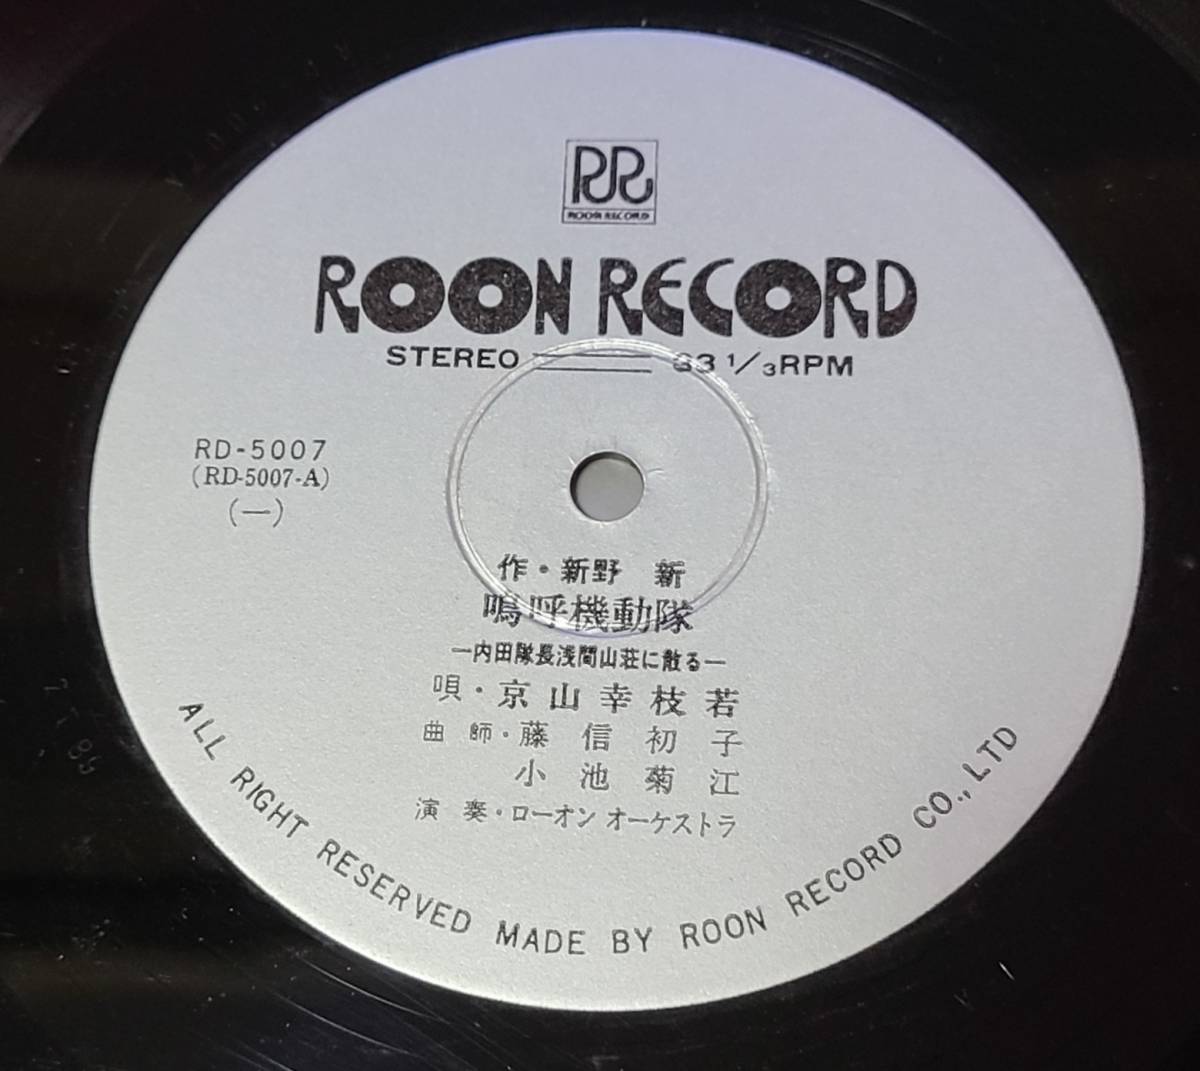 ROON RECORD
ROON RECORD
STEREO 33 1/3 RPM
RD-5007
(RD-5007-A)
(一)
作・新野 新
嗚呼機動隊
―内田隊長浅間山荘に散る―
唄・京山幸枝若
曲師・藤信初子
小池菊江
演奏・ローオン オーケストラ
ALL RIGHT RESERVED MADE BY ROON RECORD CO., LTD